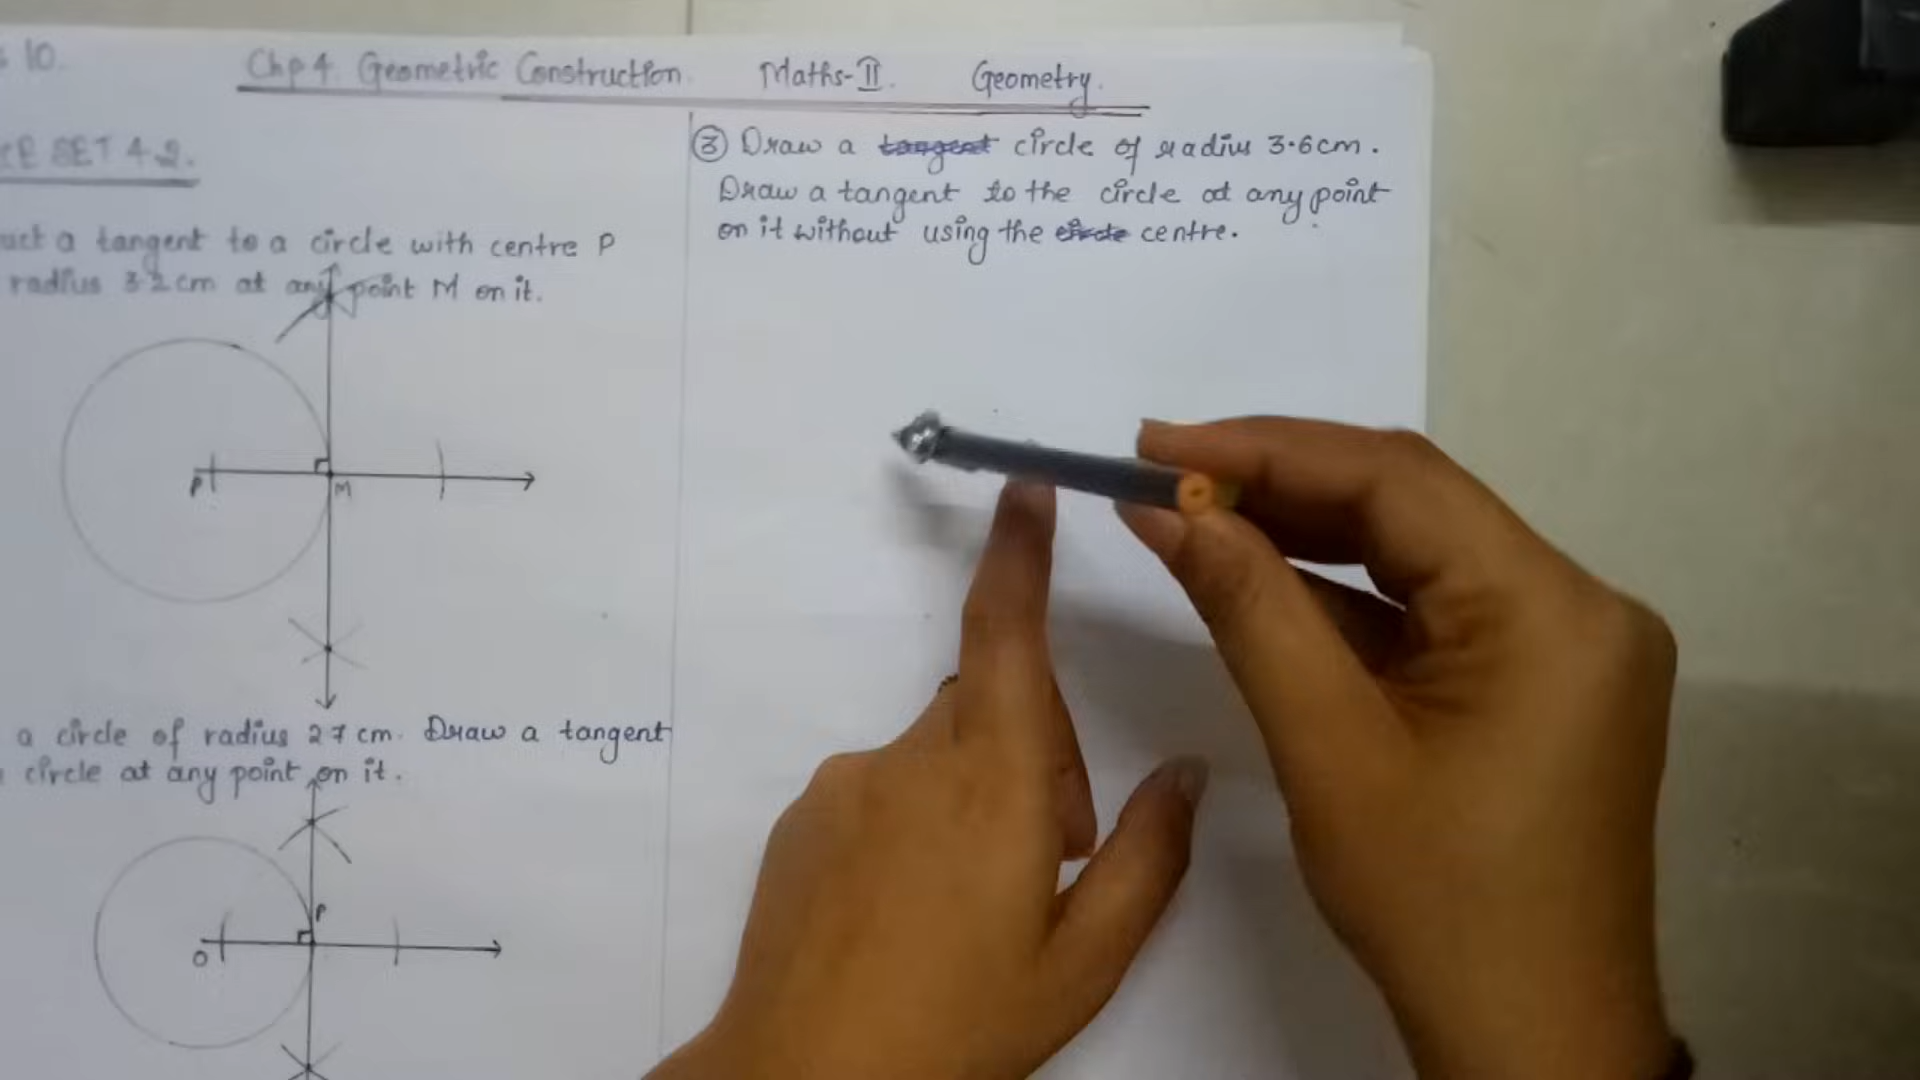 10.
Chp 4. Geometric Construction. Maths-II. Geometry.
SET 4.2.
a tangent to a circle with centre P
radius 3.2 cm at any point M on it.
P
M
a circle of radius 2.7 cm. Draw a tangent
circle at any point on it.
P
O
③ Draw a tangent circle of radius 3.6cm.
Draw a tangent to the circle at any point
on it without using the circle centre.